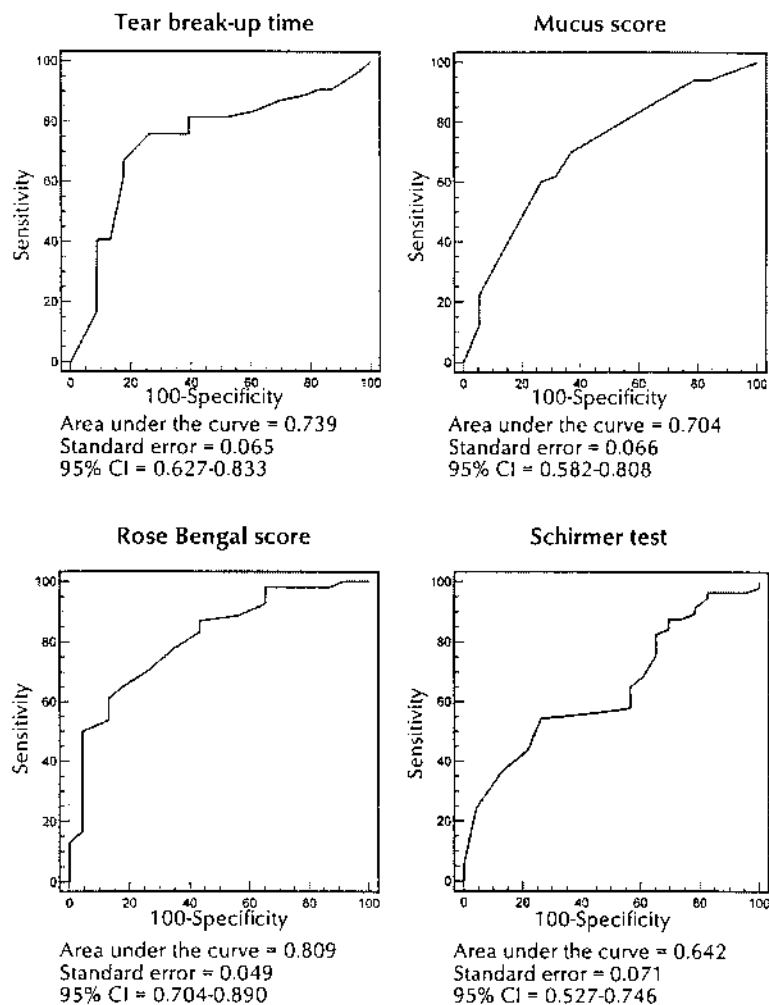 Tear break-up time
100
80
60
40
20
0
Sensitivity
0 20 40 60 80 100
100-Specificity
Area under the curve = 0.739
Standard error = 0.065
95% CI = 0.627-0.833
Mucus score
100
80
60
40
20
0
Sensitivity
0 20 40 60 80 100
100-Specificity
Area under the curve = 0.704
Standard error = 0.066
95% CI = 0.582-0.808
Rose Bengal score
100
80
60
40
20
0
Sensitivity
0 20 40 60 80 100
100-Specificity
Area under the curve = 0.809
Standard error = 0.049
95% CI = 0.704-0.890
Schirmer test
100
80
60
40
20
0
Sensitivity
0 20 40 60 80 100
100-Specificity
Area under the curve = 0.642
Standard error = 0.071
95% CI = 0.527-0.746